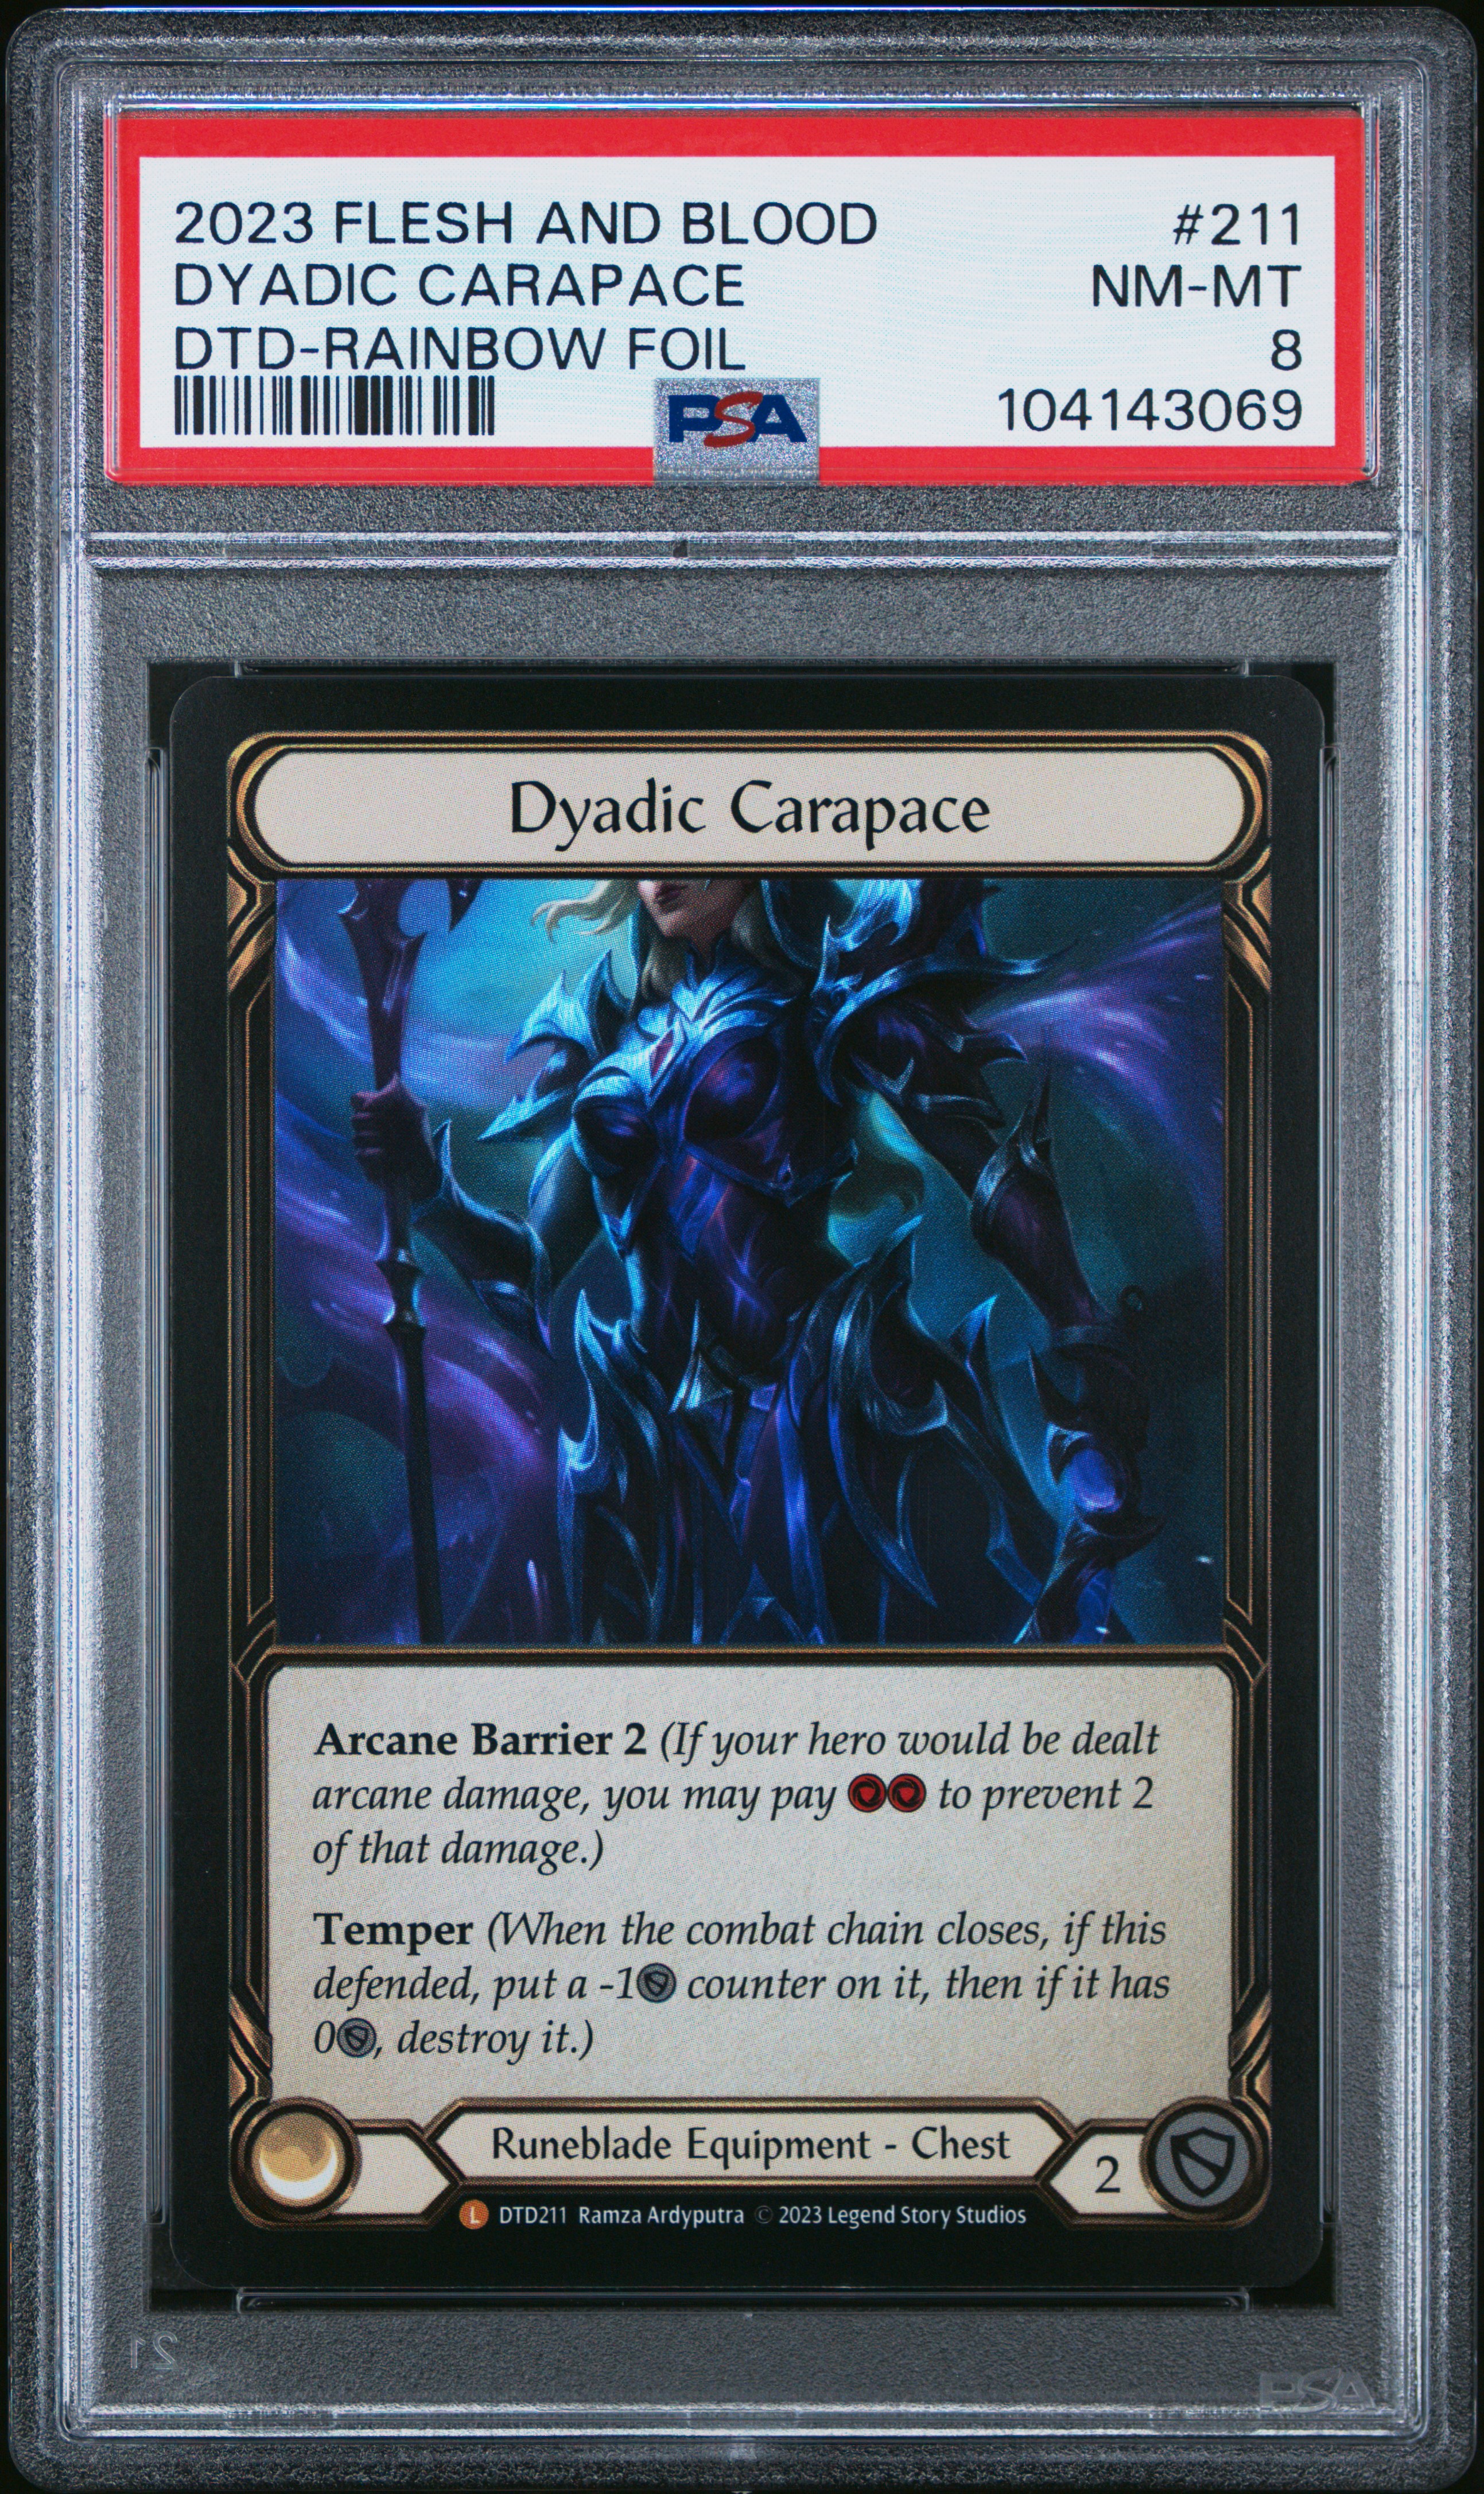 2023 FLESH AND BLOOD #211
DYADIC CARAPACE NM-MT
DTD-RAINBOW FOIL 8
PSA 104143069
Dyadic Carapace
Arcane Barrier 2 (If your hero would be dealt
arcane damage, you may pay to prevent 2
of that damage.)
Temper (When the combat chain closes, if this
defended, put a -1 counter on it, then if it has
0, destroy it.)
Runeblade Equipment - Chest
2
L DTD211 Ramza Ardyputra © 2023 Legend Story Studios
21
PSA